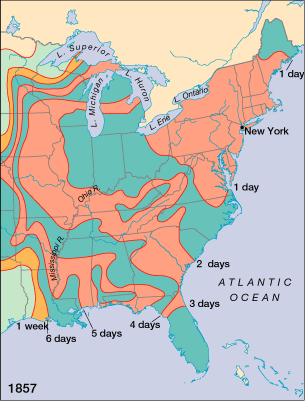 L. Superior
L. Michigan
L. Huron
L. Ontario
L. Erie
1 day
New York
1 day
Ohio R.
Mississippi R.
2 days
ATLANTIC
OCEAN
3 days
4 days
5 days
1 week
6 days
1857